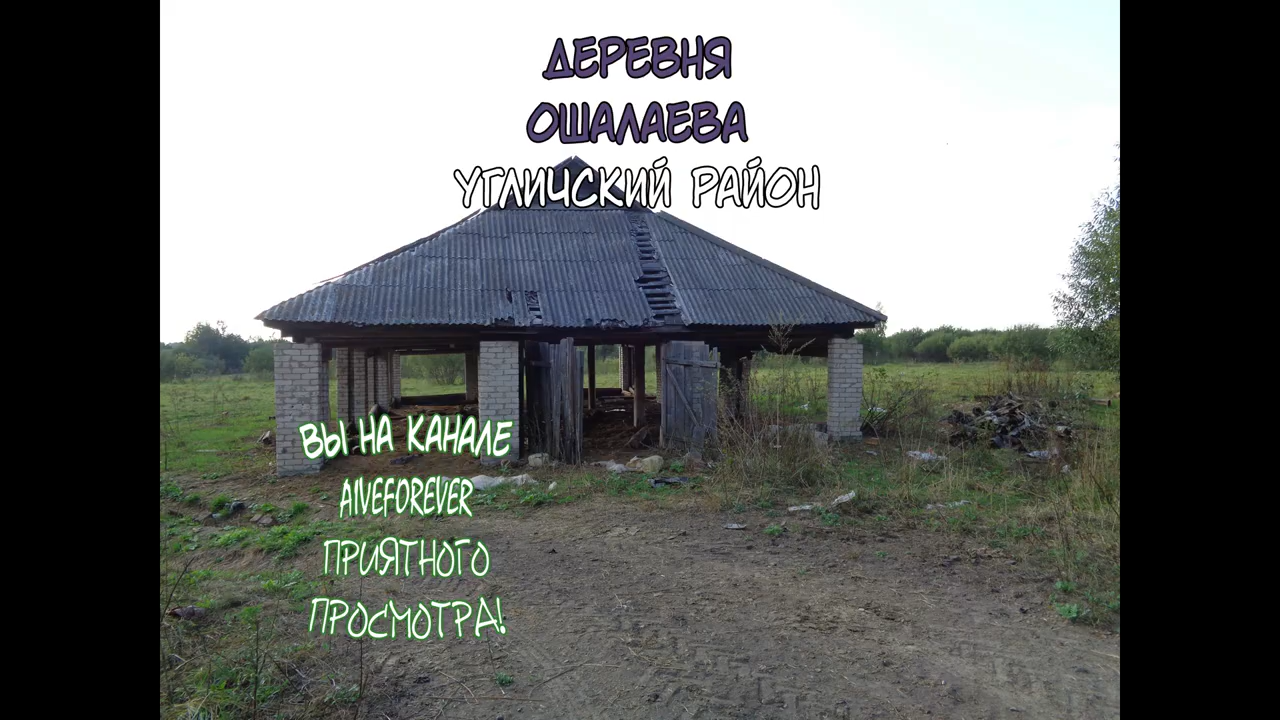 ДЕРЕВНЯ
ОШАЛАЕВА
УГЛИЧСКИЙ РАЙОН
ВЫ НА КАНАЛЕ
AIVEFOREVER
ПРИЯТНОГО
ПРОСМОТРА!